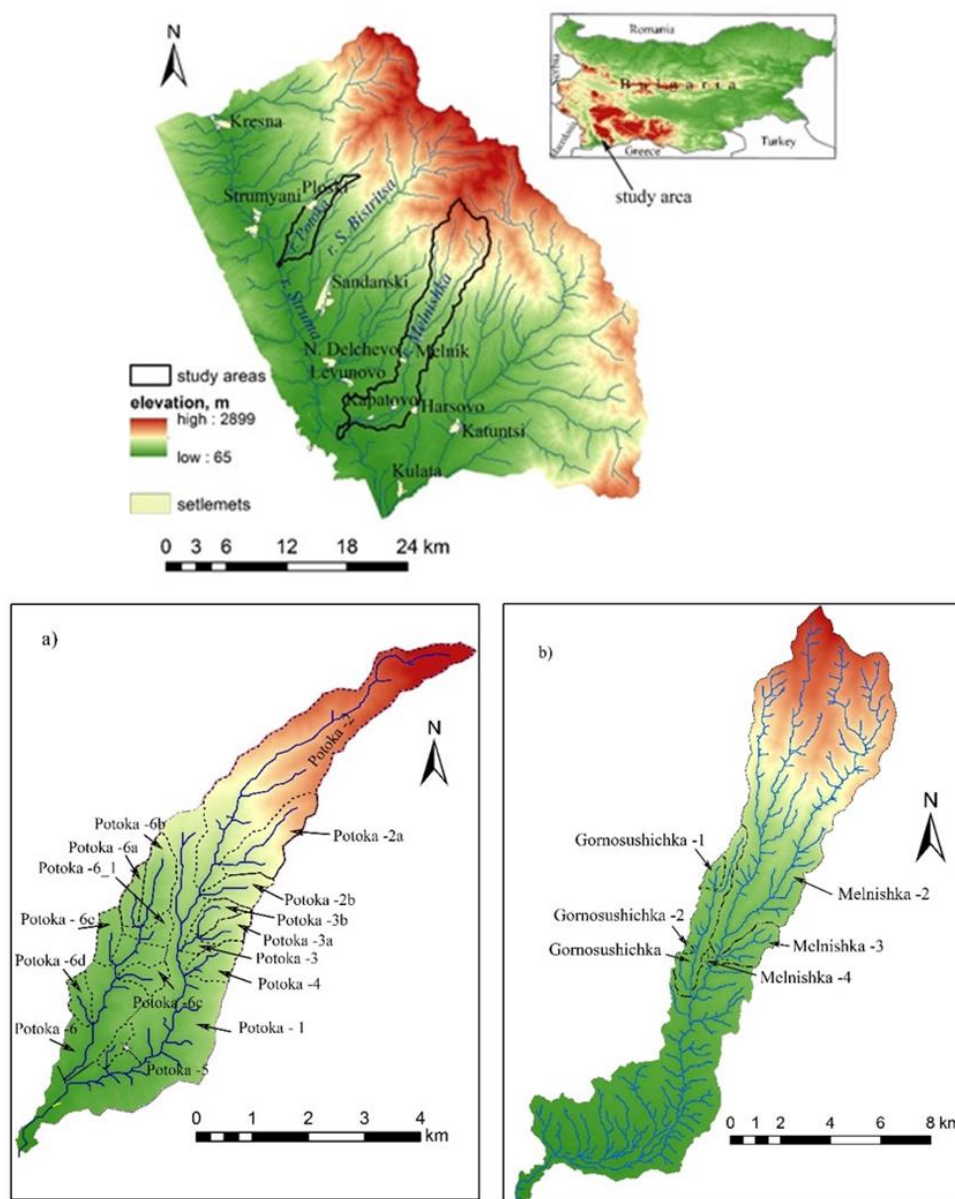 N
Romania
Serbia
Bulgaria
Macedonia
Greece
Turkey
study area
Kresna
Strumyani
Ploski
r. Potoka
r. S. Bistritsa
Sandanski
r. Struma
r. Melnishka
N. Delchevo
Melnik
Levunovo
Kapatovo
Harsovo
Katuntsi
Kulata
study areas
elevation, m
high : 2899
low : 65
setlemets
0 3 6 12 18 24 km
a)
N
Potoka -2
Potoka -6b
Potoka -6a
Potoka -6_1
Potoka - 6c
Potoka -6d
Potoka - 6
Potoka -2a
Potoka -2b
Potoka -3b
Potoka -3a
Potoka -3
Potoka -4
Potoka -6c
Potoka - 1
Potoka -5
0 1 2 4
km
b)
N
Gornosushichka -1
Gornosushichka -2
Gornosushichka
Melnishka -2
Melnishka -3
Melnishka -4
0 1 2 4 6 8 km